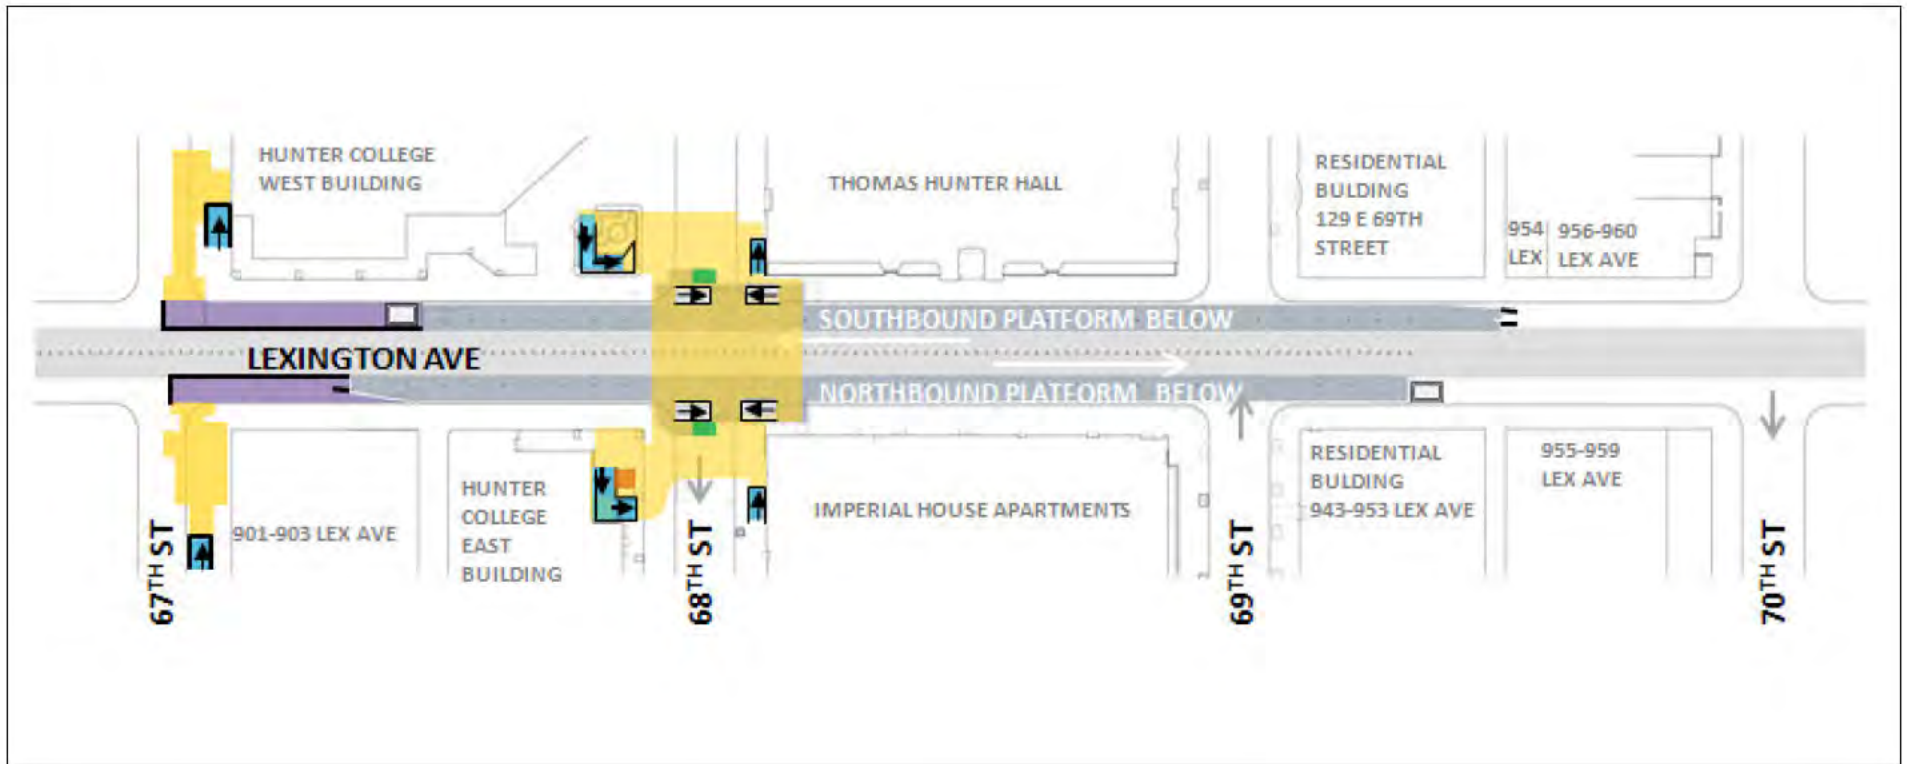 HUNTER COLLEGE
WEST BUILDING
THOMAS HUNTER HALL
RESIDENTIAL
BULDING
129 E 69TH
STREET
954
LEX
956-960
LEX AVE
SOUTHBOUND PLATFORM BELOW
LEXINGTON AVE
NORTHBOUND PLATFORM BELOW
901-903 LEX AVE
HUNTER
COLLEGE
EAST
BUILDING
IMPERIAL HOUSE APARTMENTS
RESIDENTIAL
BULDING
943-953 LEX AVE
955-959
LEX AVE
67TH ST
68TH ST
69TH ST
70TH ST